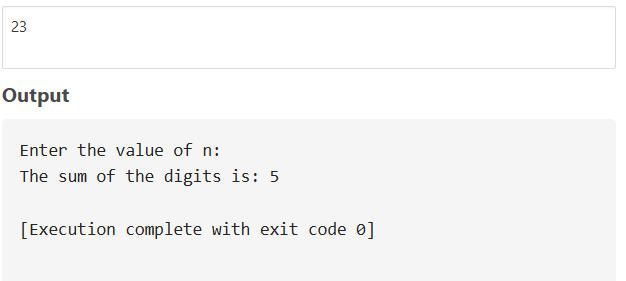 23
Output
Enter the value of n:
The sum of the digits is: 5
[Execution complete with exit code 0]